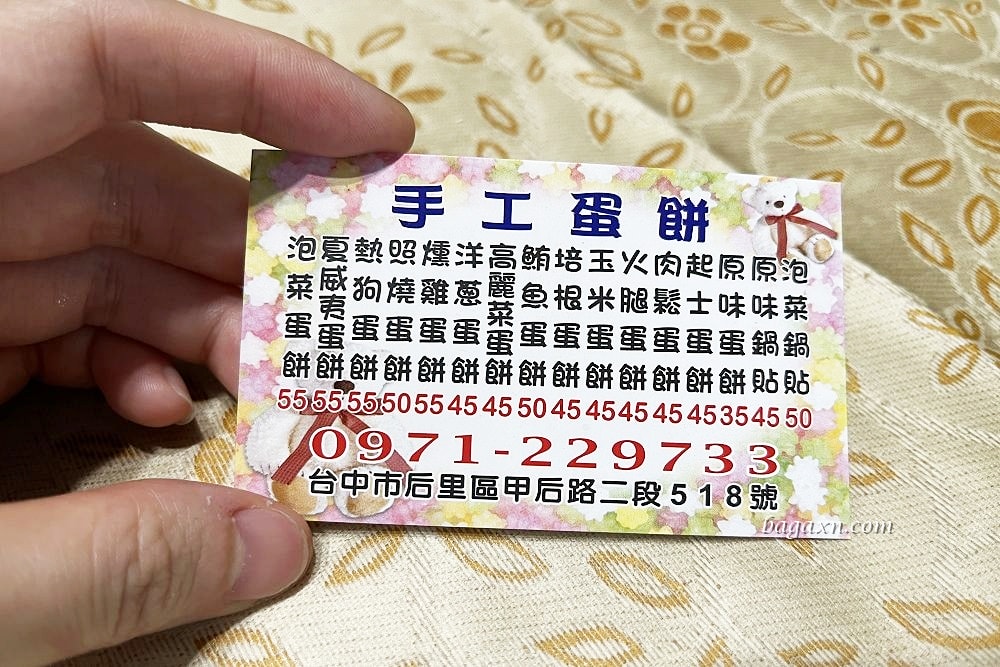 手工蛋餅
泡菜鍋貼 50
原味鍋貼 45
原味蛋餅 35
起士蛋餅 45
肉鬆蛋餅 45
火腿蛋餅 45
玉米蛋餅 45
培根蛋餅 45
鮪魚蛋餅 50
高麗菜蛋餅 45
洋蔥蛋餅 45
燻雞蛋餅 55
照燒蛋餅 50
熱狗蛋餅 55
夏威夷蛋餅 55
泡菜蛋餅 55
0971-229733
台中市后里區甲后路二段518號
bagaxn.com